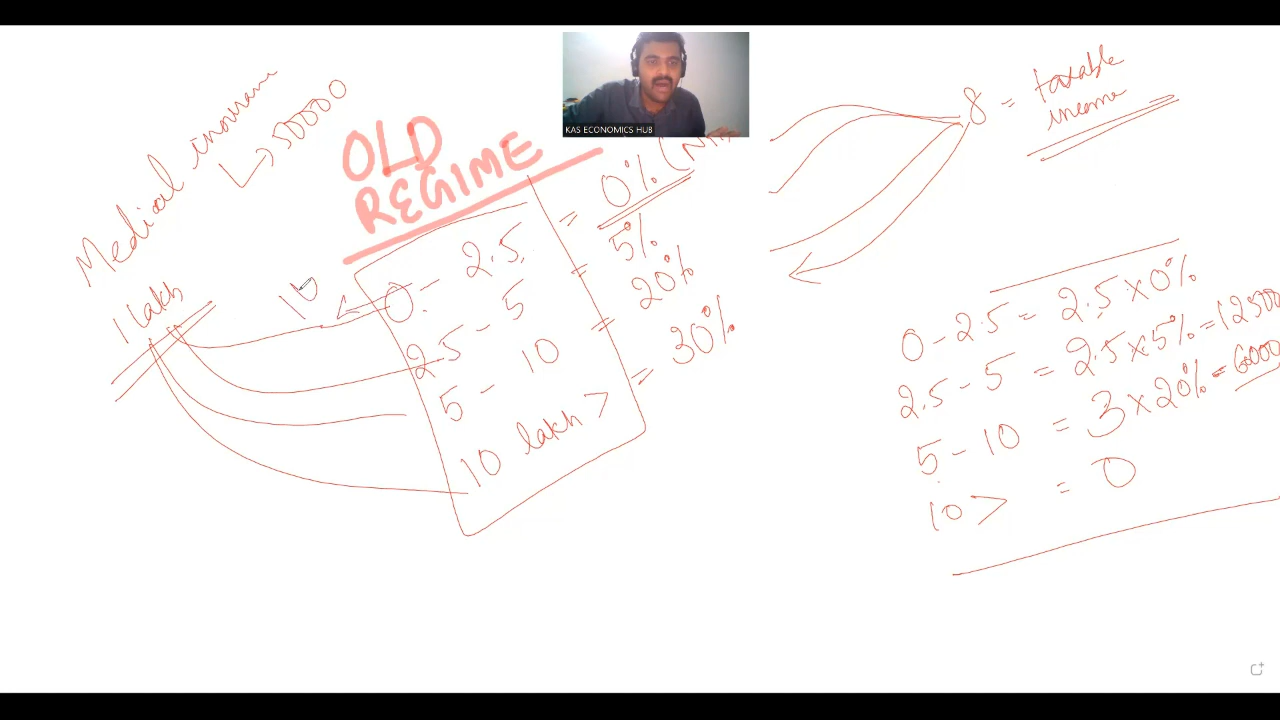 Medical insurance
↳ 50000
OLD
REGIME
KAS ECONOMICS HUB
8 = taxable
income
1 lakh
0 - 2.5 = 0% (
2.5 - 5 = 5%
5 - 10 = 20%
10 lakh > = 30%
0 - 2.5 = 2.5 × 0%
2.5 - 5 = 2.5 × 5% = 12500
5 - 10 = 3 × 20% = 6000
10 > = 0